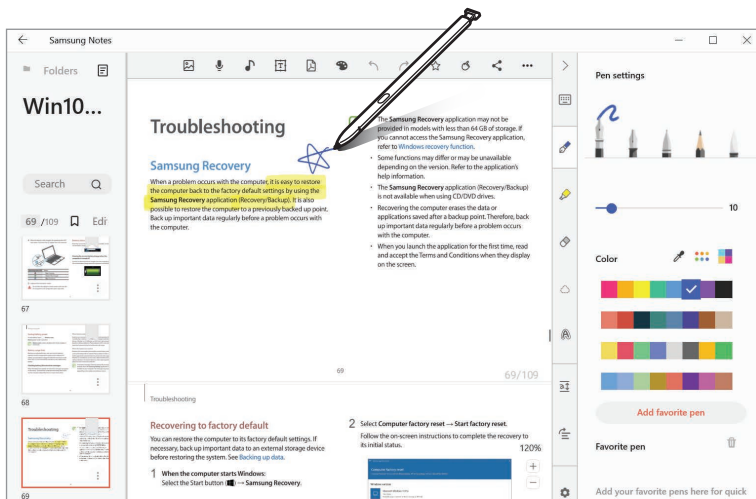 Samsung Notes
Folders
Win10...
Search
69 /109
Edi
67
68
69
Troubleshooting
Samsung Recovery
When a problem occurs with the computer, it is easy to restore
the computer back to the factory default settings by using the
Samsung Recovery application (Recovery/Backup). It is also
possible to restore the computer to a previously backed up point.
Back up important data regularly before a problem occurs with
the computer.
The Samsung Recovery application may not be
provided in models with less than 64 GB of storage. If
you cannot access the Samsung Recovery application,
refer to Windows recovery function.
• Some functions may differ or may be unavailable
depending on the version. Refer to the application's
help information.
• The Samsung Recovery application (Recovery/Backup)
is not available when using CD/DVD drives.
• Recovering the computer erases the data or
applications saved after a backup point. Therefore, back
up important data regularly before a problem occurs
with the computer.
• When you launch the application for the first time, read
and accept the Terms and Conditions when they display
on the screen.
69
69/109
Troubleshooting
Recovering to factory default
You can restore the computer to its factory default settings. If
necessary, back up important data to an external storage device
before operating the system. See Backing up data.
1 When the computer starts Windows:
Select the Start button ( ) → Samsung Recovery.
2 Select Computer factory reset → Start factory reset.
Follow the on-screen instructions to complete the recovery to
its initial status.
120%
Pen settings
10
Color
Add favorite pen
Favorite pen
Add your favorite pens here for quick